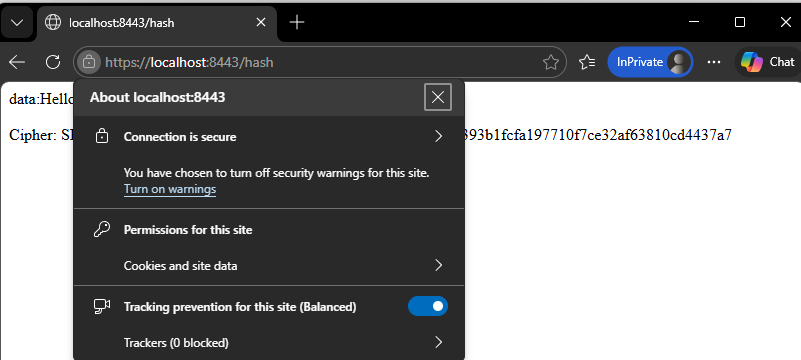 localhost:8443/hash
https://localhost:8443/hash
InPrivate
Chat
data:Hello
About localhost:8443
Cipher:
393b1fcfa197710f7ce32af63810cd4437a7
Connection is secure
You have chosen to turn off security warnings for this site.
Turn on warnings
Permissions for this site
Cookies and site data
Tracking prevention for this site (Balanced)
Trackers (0 blocked)